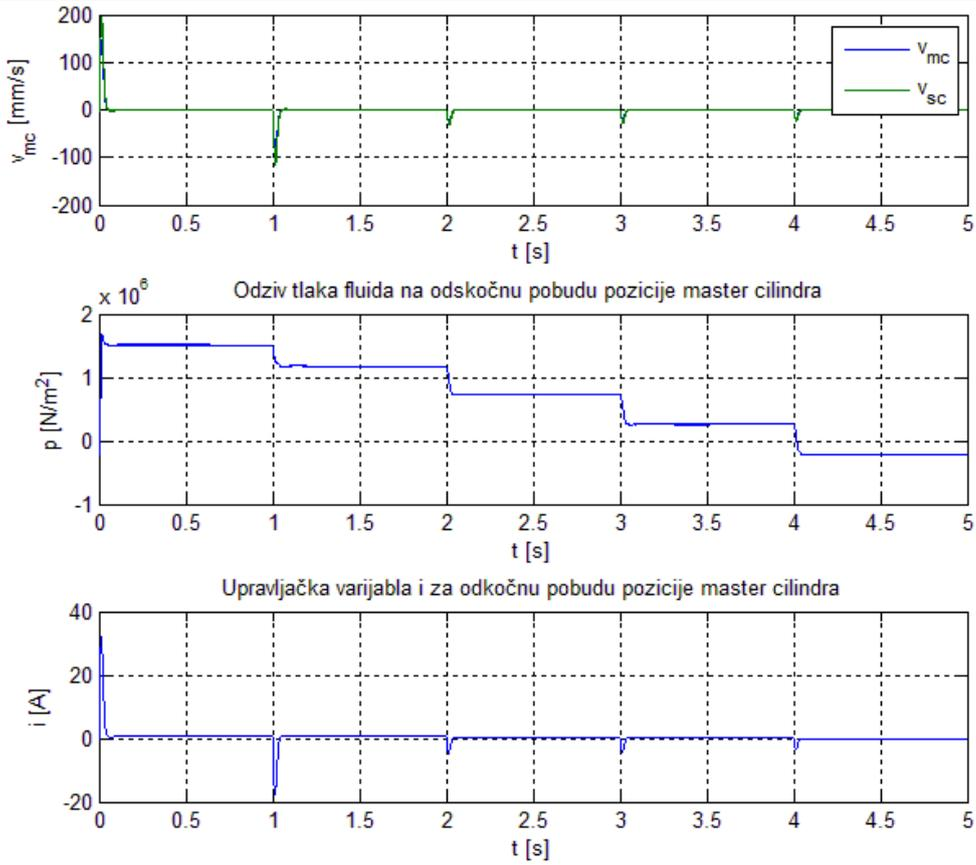 200
100
0
-100
-200
v_mc [mm/s]
v_mc
v_sc
0 0.5 1 1.5 2 2.5 3 3.5 4 4.5 5
t [s]
x 10^6
Odziv tlaka fluida na odskočnu pobudu pozicije master cilindra
2
1
0
-1
p [N/m^2]
0 0.5 1 1.5 2 2.5 3 3.5 4 4.5 5
t [s]
Upravljačka varijabla i za odkočnu pobudu pozicije master cilindra
40
20
0
-20
i [A]
0 0.5 1 1.5 2 2.5 3 3.5 4 4.5 5
t [s]